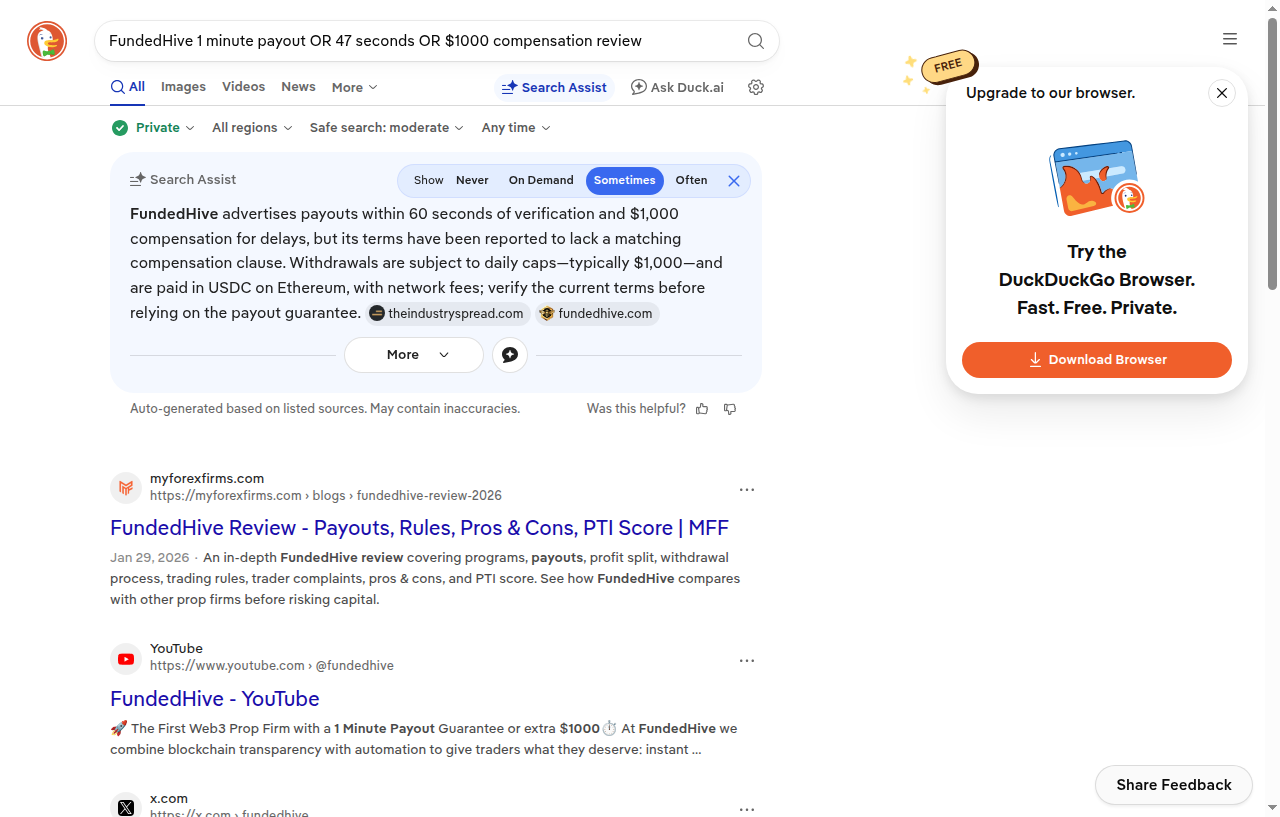 FundedHive 1 minute payout OR 47 seconds OR $1000 compensation review
All Images Videos News More Search Assist Ask Duck.ai
Private All regions Safe search: moderate Any time
FREE
Upgrade to our browser.
Try the
DuckDuckGo Browser.
Fast. Free. Private.
Download Browser
Search Assist Show Never On Demand Sometimes Often
FundedHive advertises payouts within 60 seconds of verification and $1,000
compensation for delays, but its terms have been reported to lack a matching
compensation clause. Withdrawals are subject to daily caps—typically $1,000—and
are paid in USDC on Ethereum, with network fees; verify the current terms before
relying on the payout guarantee. theindustryspread.com fundedhive.com
More
Auto-generated based on listed sources. May contain inaccuracies. Was this helpful?
myforexfirms.com
https://myforexfirms.com › blogs › fundedhive-review-2026
FundedHive Review - Payouts, Rules, Pros & Cons, PTI Score | MFF
Jan 29, 2026 · An in-depth FundedHive review covering programs, payouts, profit split, withdrawal
process, trading rules, trader complaints, pros & cons, and PTI score. See how FundedHive compares
with other prop firms before risking capital.
YouTube
https://www.youtube.com › @fundedhive
FundedHive - YouTube
🚀 The First Web3 Prop Firm with a 1 Minute Payout Guarantee or extra $1000⏱️ At FundedHive we
combine blockchain transparency with automation to give traders what they deserve: instant ...
x.com
https://x.com › fundedhive
Share Feedback